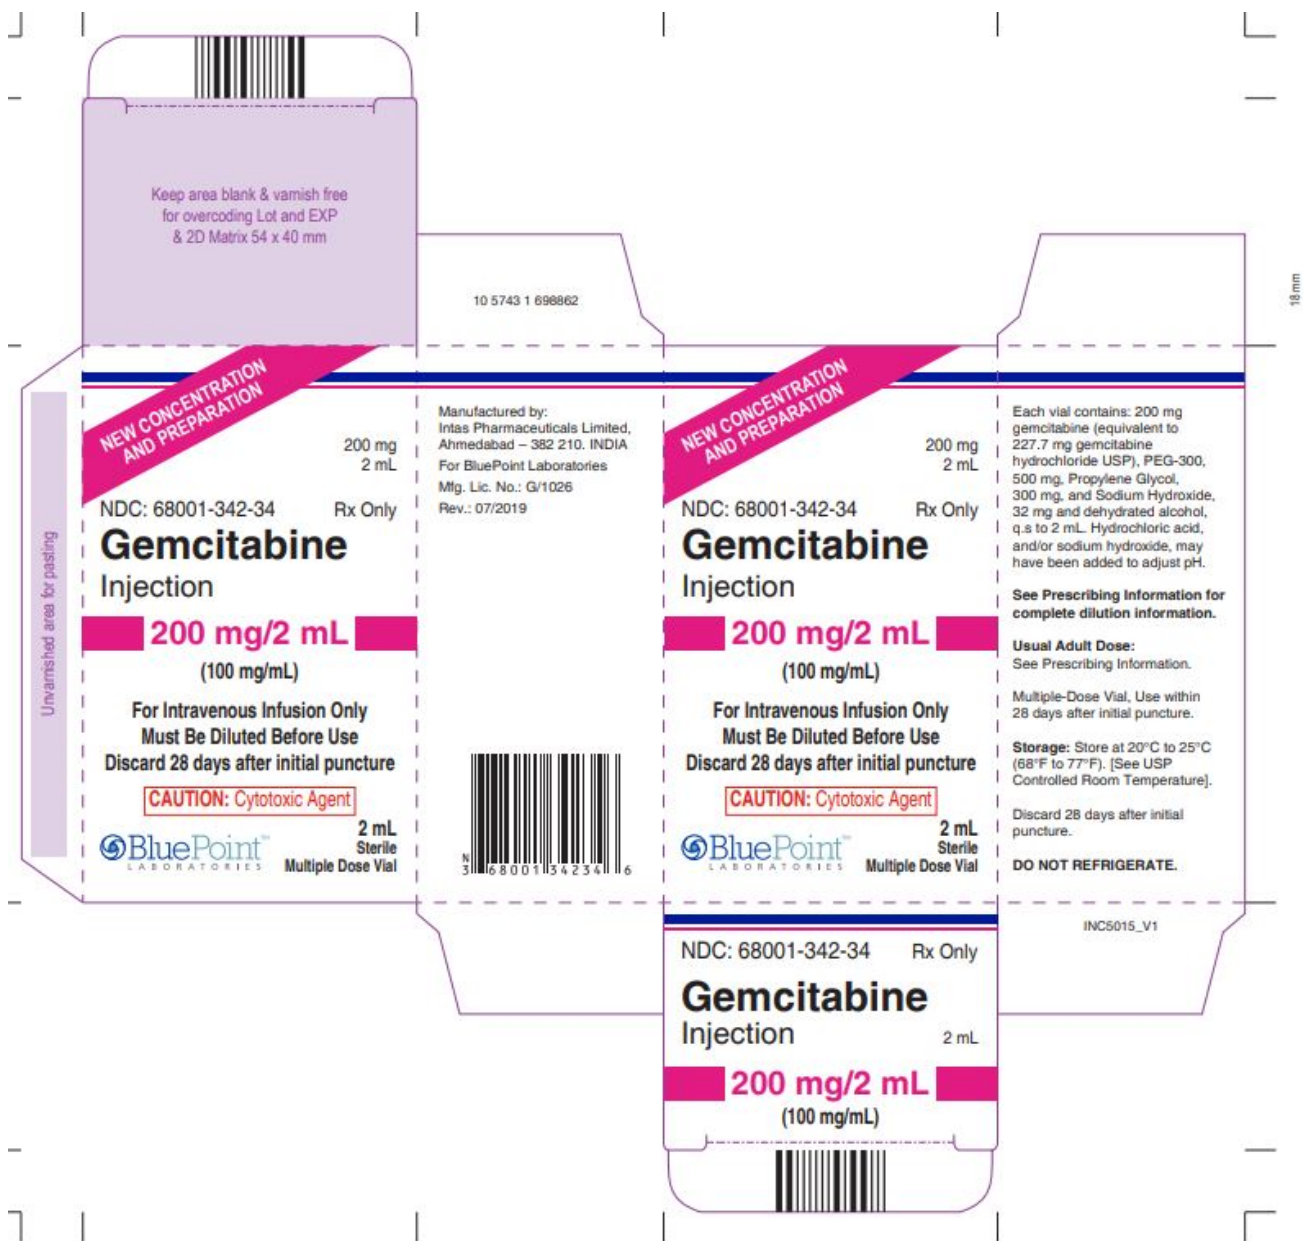 Keep area blank & varnish free
for overcoding Lot and EXP
& 2D Matrix 54 x 40 mm
10 5743 1 698862
18 mm
Unvarnished area for pasting
NEW CONCENTRATION
AND PREPARATION
200 mg
2 mL
NDC: 68001-342-34 Rx Only
Gemcitabine
Injection
200 mg/2 mL
(100 mg/mL)
For Intravenous Infusion Only
Must Be Diluted Before Use
Discard 28 days after initial puncture
CAUTION: Cytotoxic Agent
BluePoint™
LABORATORIES
2 mL
Sterile
Multiple Dose Vial
Manufactured by:
Intas Pharmaceuticals Limited,
Ahmedabad – 382 210. INDIA
For BluePoint Laboratories
Mfg. Lic. No.: G/1026
Rev.: 07/2019
N
3 68001 34234 6
NEW CONCENTRATION
AND PREPARATION
200 mg
2 mL
NDC: 68001-342-34 Rx Only
Gemcitabine
Injection
200 mg/2 mL
(100 mg/mL)
For Intravenous Infusion Only
Must Be Diluted Before Use
Discard 28 days after initial puncture
CAUTION: Cytotoxic Agent
BluePoint™
LABORATORIES
2 mL
Sterile
Multiple Dose Vial
Each vial contains: 200 mg
gemcitabine (equivalent to
227.7 mg gemcitabine
hydrochloride USP), PEG-300,
500 mg, Propylene Glycol,
300 mg, and Sodium Hydroxide,
32 mg and dehydrated alcohol,
q.s to 2 mL. Hydrochloric acid,
and/or sodium hydroxide, may
have been added to adjust pH.
See Prescribing Information for
complete dilution information.
Usual Adult Dose:
See Prescribing Information.
Multiple-Dose Vial, Use within
28 days after initial puncture.
Storage: Store at 20°C to 25°C
(68°F to 77°F). [See USP
Controlled Room Temperature].
Discard 28 days after initial
puncture.
DO NOT REFRIGERATE.
INC5015_V1
NDC: 68001-342-34 Rx Only
Gemcitabine
Injection 2 mL
200 mg/2 mL
(100 mg/mL)